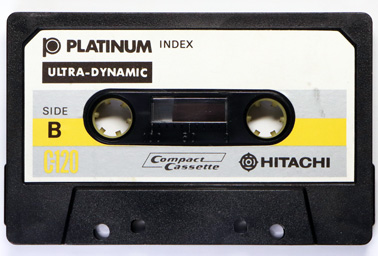 PLATINUM INDEX
ULTRA-DYNAMIC
SIDE
B
C120
Compact
Cassette
HITACHI